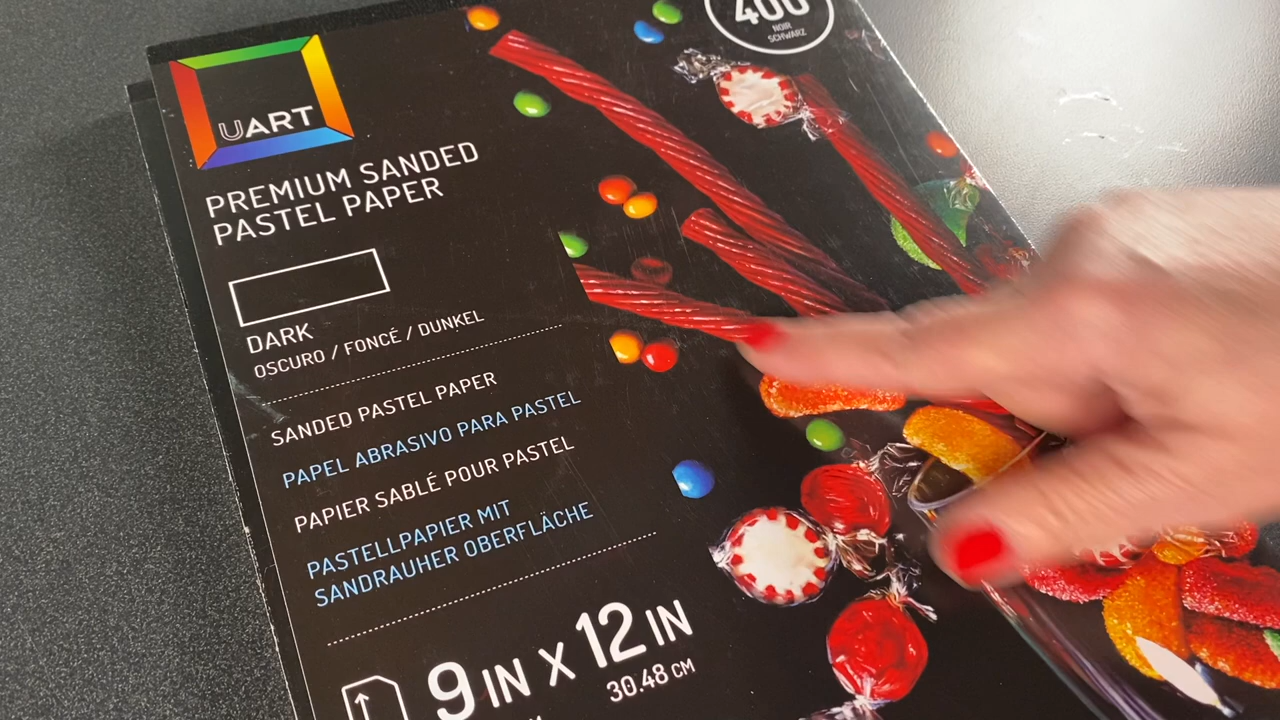 400
NOIR
SCHWARZ
UART
PREMIUM SANDED
PASTEL PAPER
DARK
OSCURO / FONCÉ / DUNKEL
SANDED PASTEL PAPER
PAPEL ABRASIVO PARA PASTEL
PAPIER SABLÉ POUR PASTEL
PASTELLPAPIER MIT
SANDRAUHER OBERFLÄCHE
9 IN X 12 IN
30.48 CM